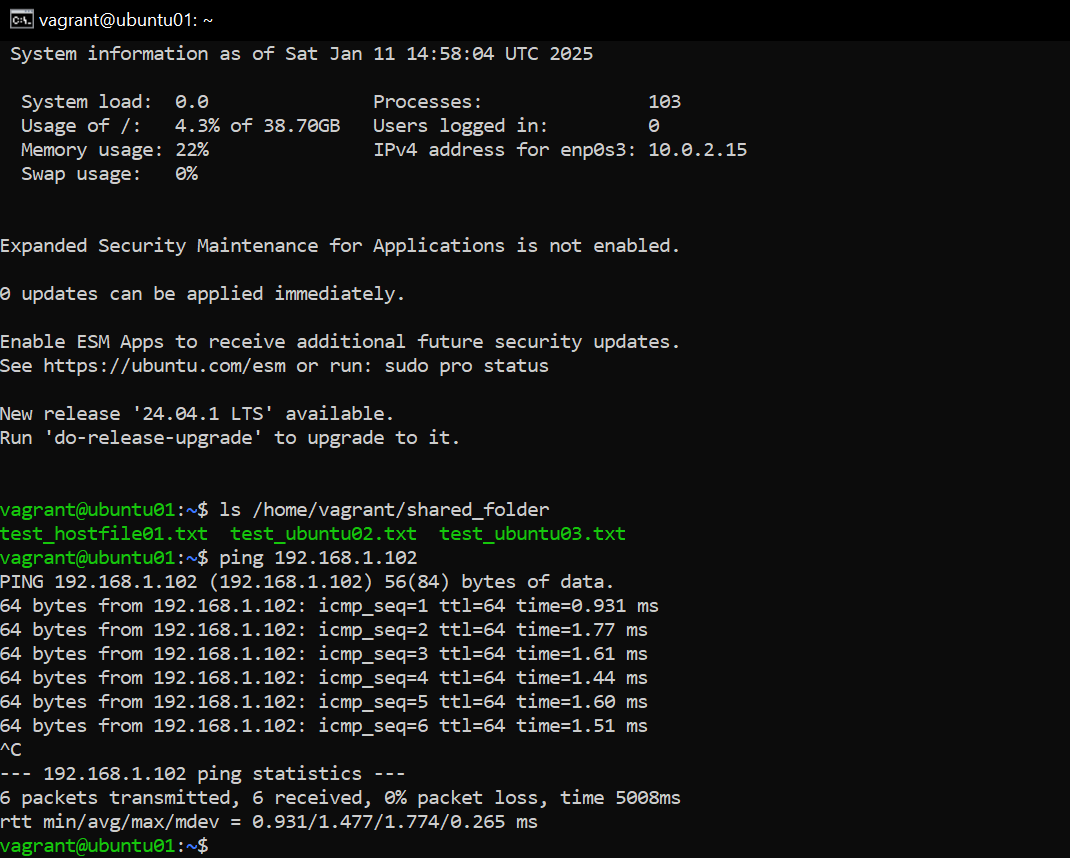 vagrant@ubuntu01: ~
System information as of Sat Jan 11 14:58:04 UTC 2025
System load:  0.0               Processes:               103
Usage of /:   4.3% of 38.70GB   Users logged in:         0
Memory usage: 22%               IPv4 address for enp0s3: 10.0.2.15
Swap usage:   0%
Expanded Security Maintenance for Applications is not enabled.
0 updates can be applied immediately.
Enable ESM Apps to receive additional future security updates.
See https://ubuntu.com/esm or run: sudo pro status
New release '24.04.1 LTS' available.
Run 'do-release-upgrade' to upgrade to it.
vagrant@ubuntu01:~$ ls /home/vagrant/shared_folder
test_hostfile01.txt  test_ubuntu02.txt  test_ubuntu03.txt
vagrant@ubuntu01:~$ ping 192.168.1.102
PING 192.168.1.102 (192.168.1.102) 56(84) bytes of data.
64 bytes from 192.168.1.102: icmp_seq=1 ttl=64 time=0.931 ms
64 bytes from 192.168.1.102: icmp_seq=2 ttl=64 time=1.77 ms
64 bytes from 192.168.1.102: icmp_seq=3 ttl=64 time=1.61 ms
64 bytes from 192.168.1.102: icmp_seq=4 ttl=64 time=1.44 ms
64 bytes from 192.168.1.102: icmp_seq=5 ttl=64 time=1.60 ms
64 bytes from 192.168.1.102: icmp_seq=6 ttl=64 time=1.51 ms
^C
--- 192.168.1.102 ping statistics ---
6 packets transmitted, 6 received, 0% packet loss, time 5008ms
rtt min/avg/max/mdev = 0.931/1.477/1.774/0.265 ms
vagrant@ubuntu01:~$